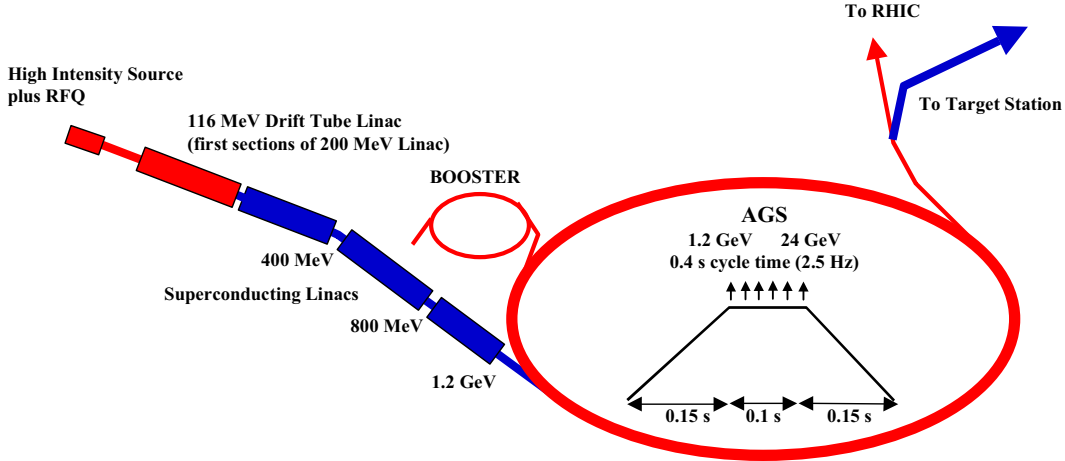 To RHIC
High Intensity Source
plus RFQ
To Target Station
116 MeV Drift Tube Linac
(first sections of 200 MeV Linac)
BOOSTER
AGS
1.2 GeV 24 GeV
0.4 s cycle time (2.5 Hz)
400 MeV
Superconducting Linacs
800 MeV
1.2 GeV
0.15 s 0.1 s 0.15 s